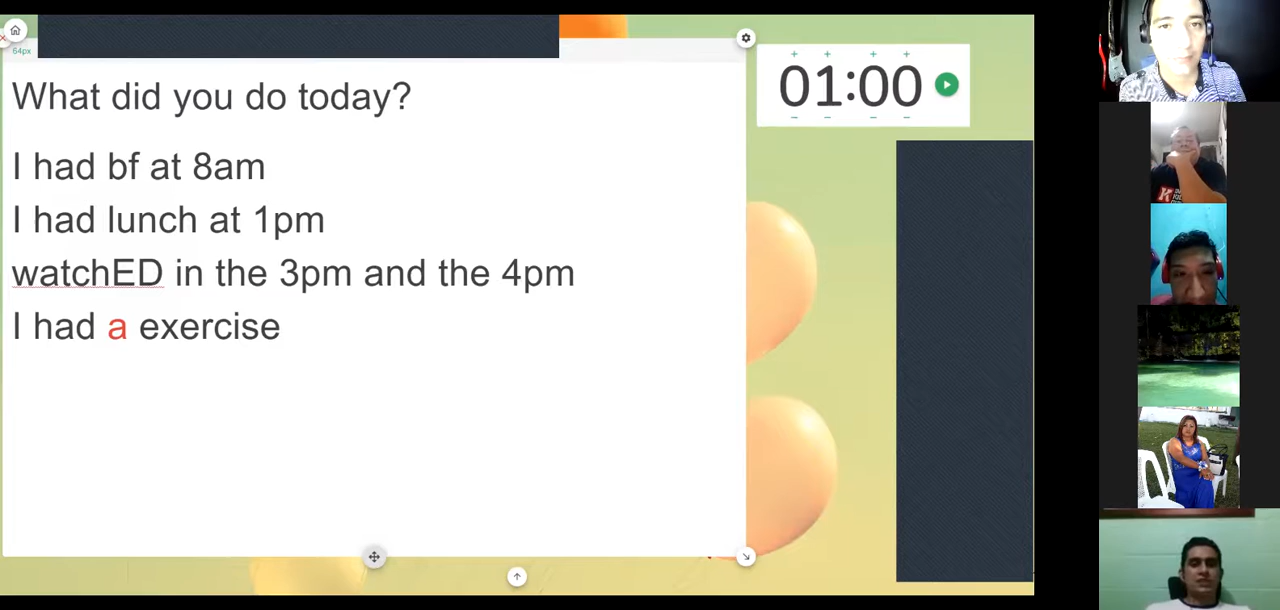 64px
What did you do today?
01:00
I had bf at 8am
I had lunch at 1pm
watchED in the 3pm and the 4pm
I had a exercise